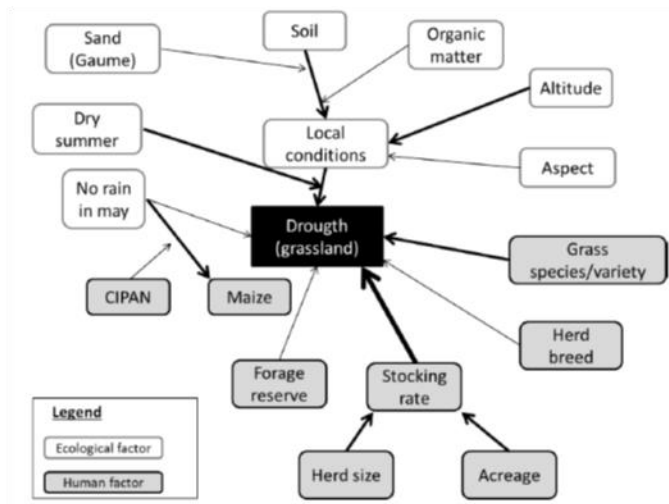 Sand
(Gaume)
Soil
Organic
matter
Altitude
Dry
summer
Local
conditions
Aspect
No rain
in may
Drougth
(grassland)
Grass
species/variety
CIPAN
Maize
Herd
breed
Forage
reserve
Stocking
rate
Legend
Ecological factor
Human factor
Herd size
Acreage